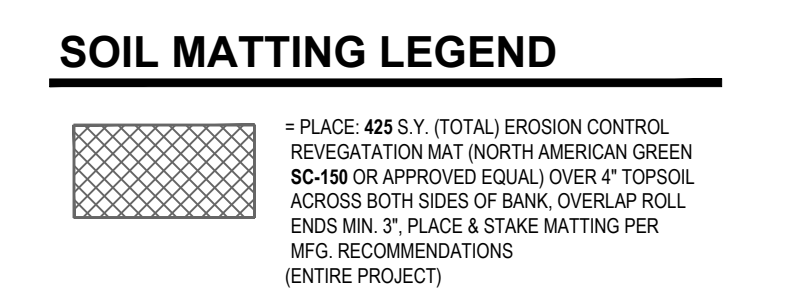 SOIL MATTING LEGEND
= PLACE: 425 S.Y. (TOTAL) EROSION CONTROL
REVEGATATION MAT (NORTH AMERICAN GREEN
SC-150 OR APPROVED EQUAL) OVER 4" TOPSOIL
ACROSS BOTH SIDES OF BANK, OVERLAP ROLL
ENDS MIN. 3", PLACE & STAKE MATTING PER
MFG. RECOMMENDATIONS
(ENTIRE PROJECT)